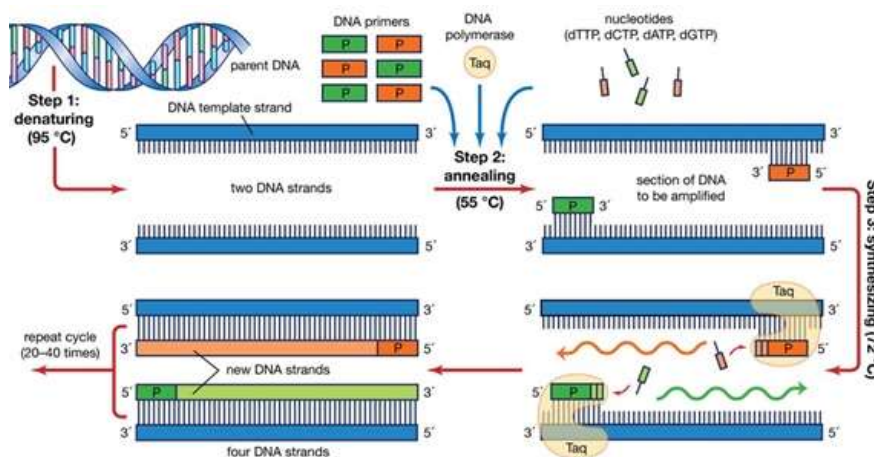 DNA primers
P P
P P
P P
DNA
polymerase
Taq
nucleotides
(dTTP, dCTP, dATP, dGTP)
parent DNA
Step 1:
denaturing
(95 °C)
DNA template strand
5´ 3´
two DNA strands
3´ 5´
Step 2:
annealing
(55 °C)
5´ 3´
3´ P 5´
section of DNA
to be amplified
5´ P 3´
3´ 5´
Step 3: synthesizing (72 °C)
Taq
5´ 3´
P 5´
5´ P
3´ 5´
Taq
5´ 3´
3´ P 5´
new DNA strands
5´ P 3´
3´ 5´
four DNA strands
repeat cycle
(20–40 times)